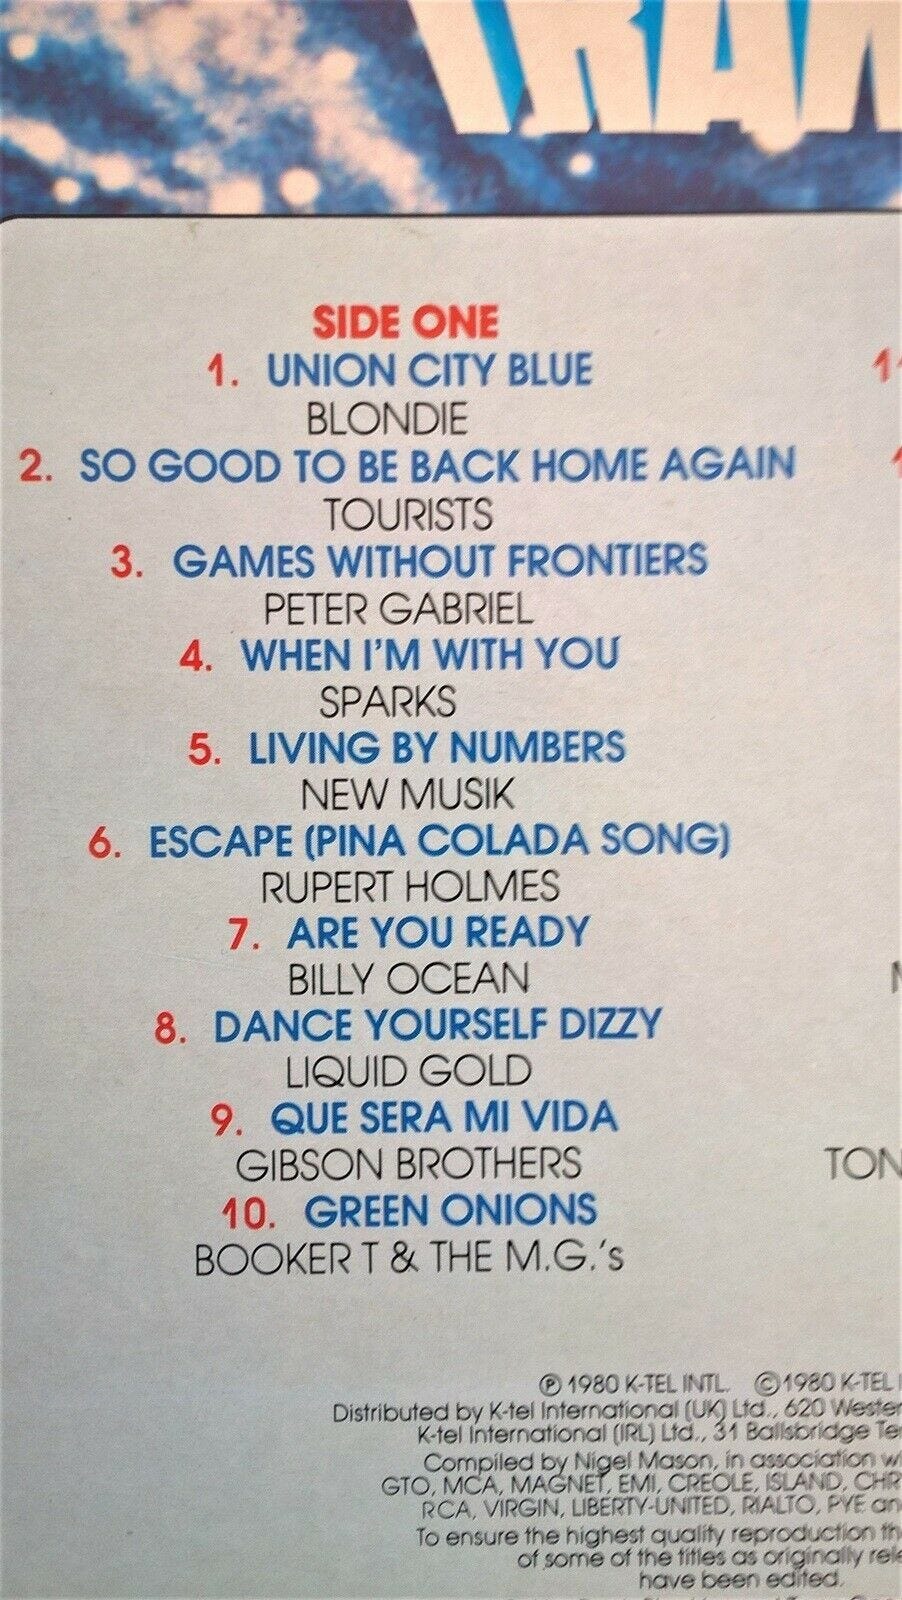 SIDE ONE
1. UNION CITY BLUE
BLONDIE
2. SO GOOD TO BE BACK HOME AGAIN
TOURISTS
3. GAMES WITHOUT FRONTIERS
PETER GABRIEL
4. WHEN I'M WITH YOU
SPARKS
5. LIVING BY NUMBERS
NEW MUSIK
6. ESCAPE (PINA COLADA SONG)
RUPERT HOLMES
7. ARE YOU READY
BILLY OCEAN
8. DANCE YOURSELF DIZZY
LIQUID GOLD
9. QUE SERA MI VIDA
GIBSON BROTHERS
10. GREEN ONIONS
BOOKER T & THE M.G.'s
℗ 1980 K-TEL INTL. © 1980 K-TEL
Distributed by K-tel International (UK) Ltd., 620
K-tel International (IRL) Ltd., 31 Ballsbridge
Compiled by Nigel Mason, in association
GTO, MCA, MAGNET, EMI, CREOLE, ISLAND,
RCA, VIRGIN, LIBERTY-UNITED, RIALTO, PYE
To ensure the highest quality reproduction
of some of the titles as originally
have been edited.